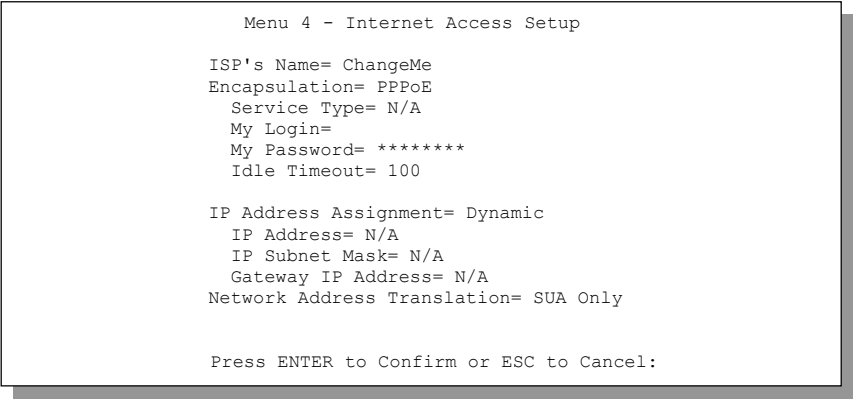 Menu 4 - Internet Access Setup
ISP's Name= ChangeMe
Encapsulation= PPPoE
Service Type= N/A
My Login=
My Password= ********
Idle Timeout= 100
IP Address Assignment= Dynamic
IP Address= N/A
IP Subnet Mask= N/A
Gateway IP Address= N/A
Network Address Translation= SUA Only
Press ENTER to Confirm or ESC to Cancel: